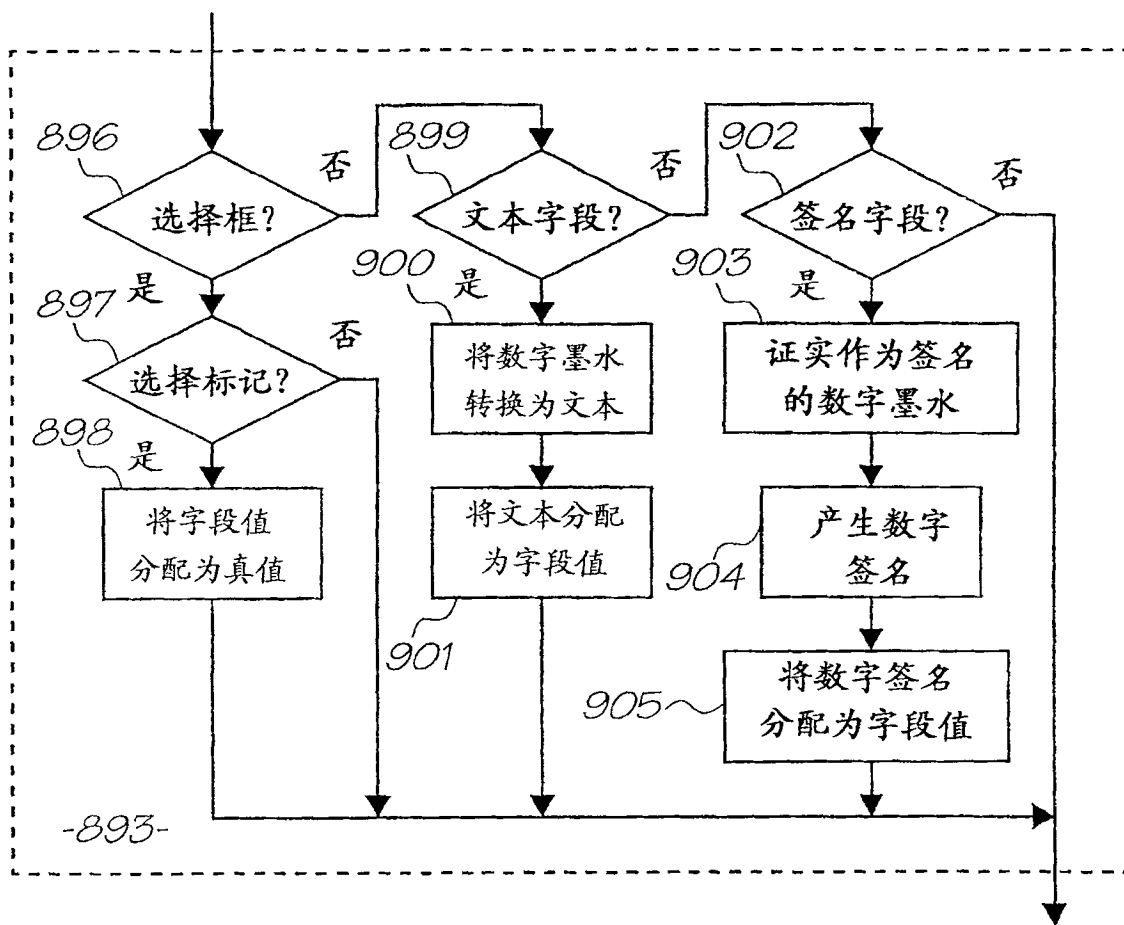 896
选择框?
否
899
文本字段?
否
902
签名字段?
否
897
是
选择标记?
否
900
是
将数字墨水
转换为文本
903
是
证实作为签名
的数字墨水
898
是
将字段值
分配为真值
将文本分配
为字段值
901
产生数字
签名
904
将数字签名
分配为字段值
905
-893-